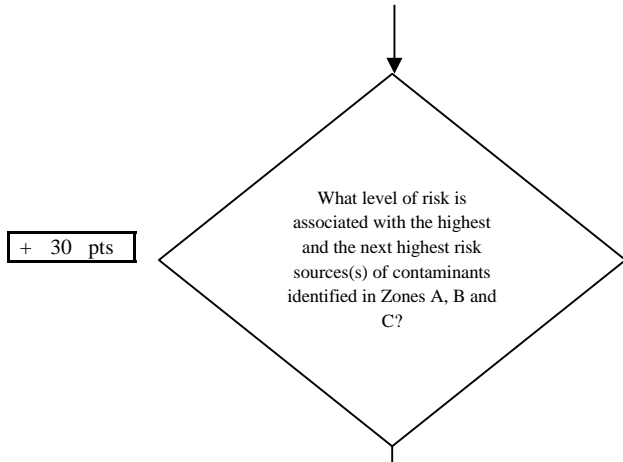 What level of risk is
associated with the highest
and the next highest risk
sources(s) of contaminants
identified in Zones A, B and
C?
+ 30 pts